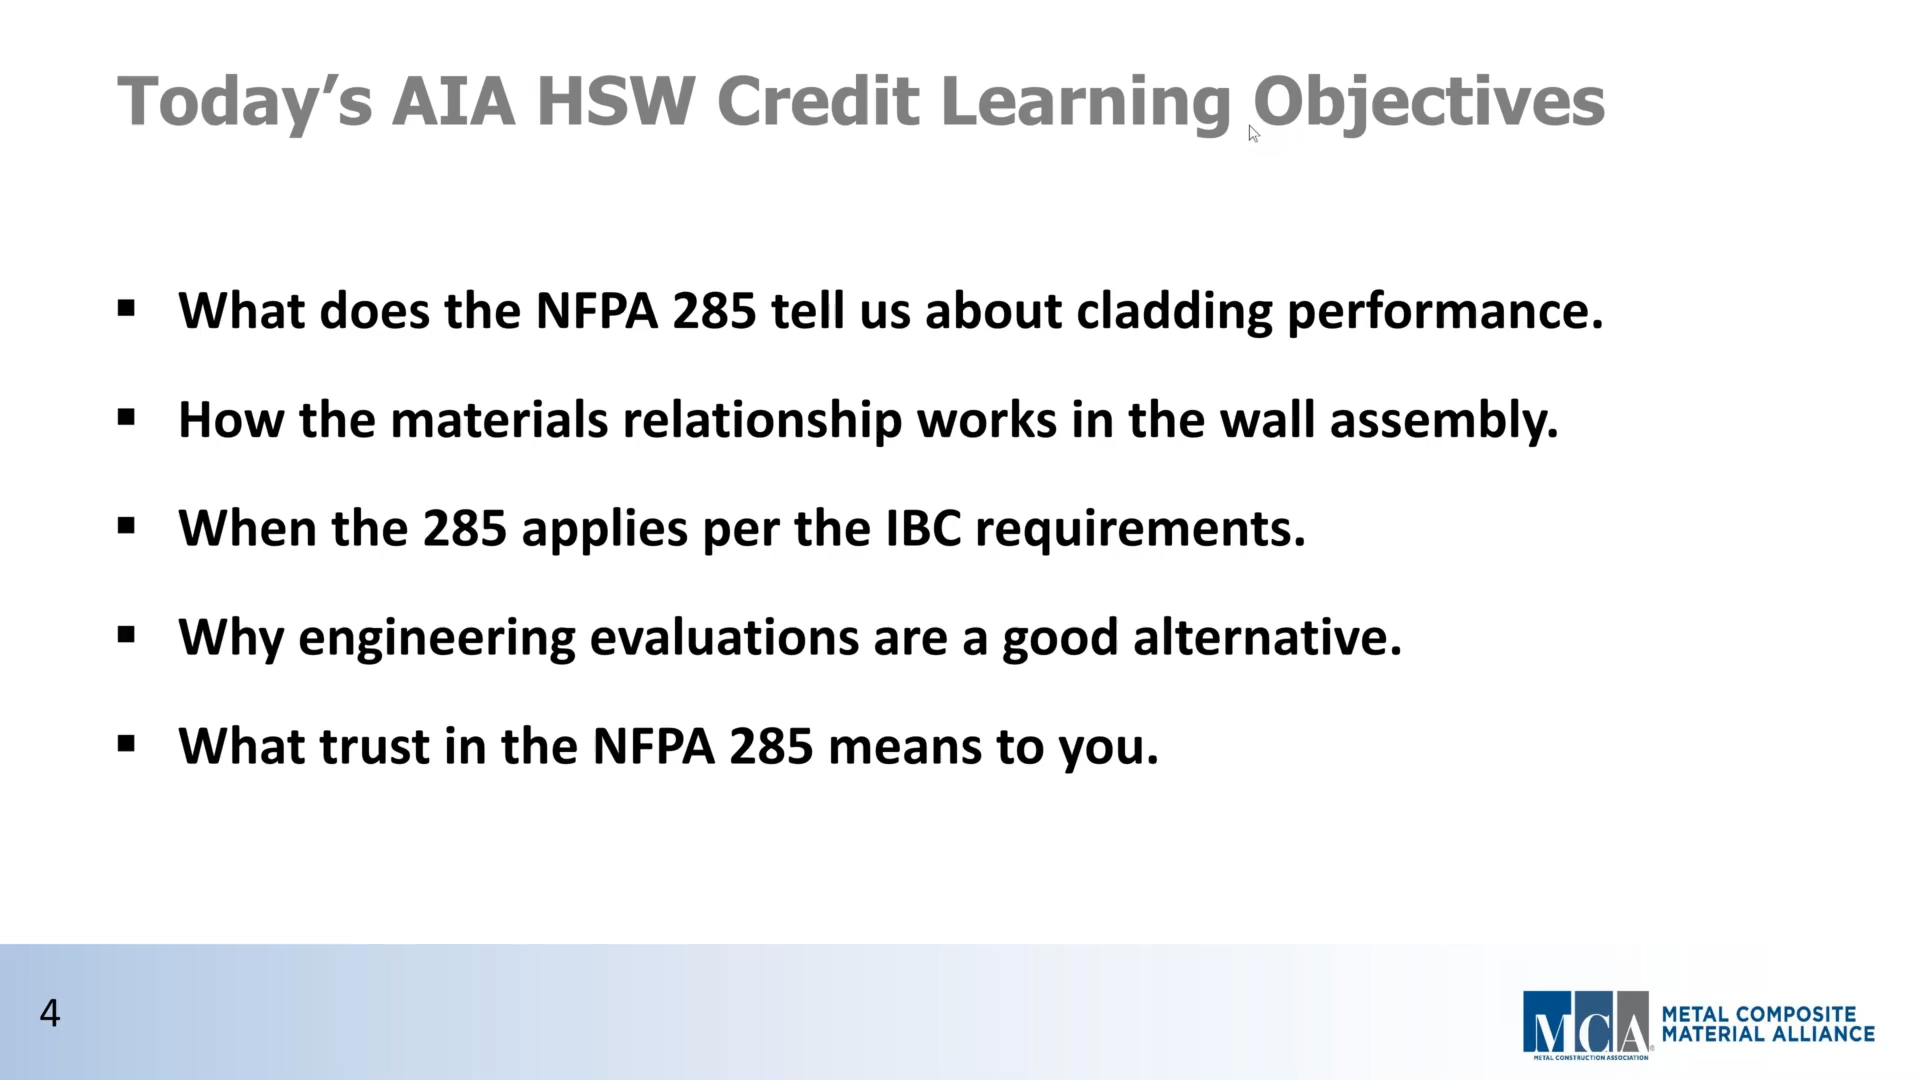 Today’s AIA HSW Credit Learning Objectives
▪ What does the NFPA 285 tell us about cladding performance.
▪ How the materials relationship works in the wall assembly.
▪ When the 285 applies per the IBC requirements.
▪ Why engineering evaluations are a good alternative.
▪ What trust in the NFPA 285 means to you.
4
MCA®
METAL CONSTRUCTION ASSOCIATION
METAL COMPOSITE
MATERIAL ALLIANCE